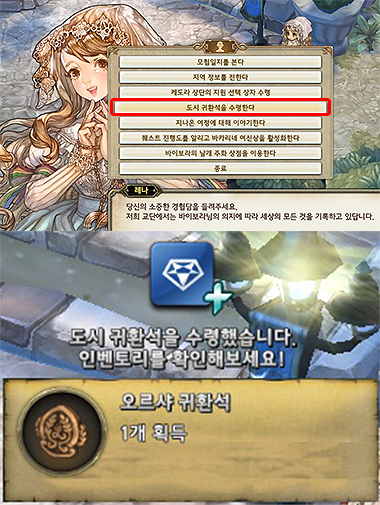 모험일지를 본다
지역 정보를 전한다
케도라 상단의 지원 선택 상자 수령
도시 귀환석을 수령한다
지나온 여정에 대해 이야기한다
퀘스트 진행도를 알리고 바카리네 여신상을 활성화한다
바이보라의 날개 주화 상점을 이용한다
종료
레나
당신의 소중한 경험담을 들려주세요.
저희 교단에서는 바이보라님의 의지에 따라 세상의 모든 것을 기록하고 있답니다.
도시 귀환석을 수령했습니다.
인벤토리를 확인해보세요!
오르샤 귀환석
1개 획득